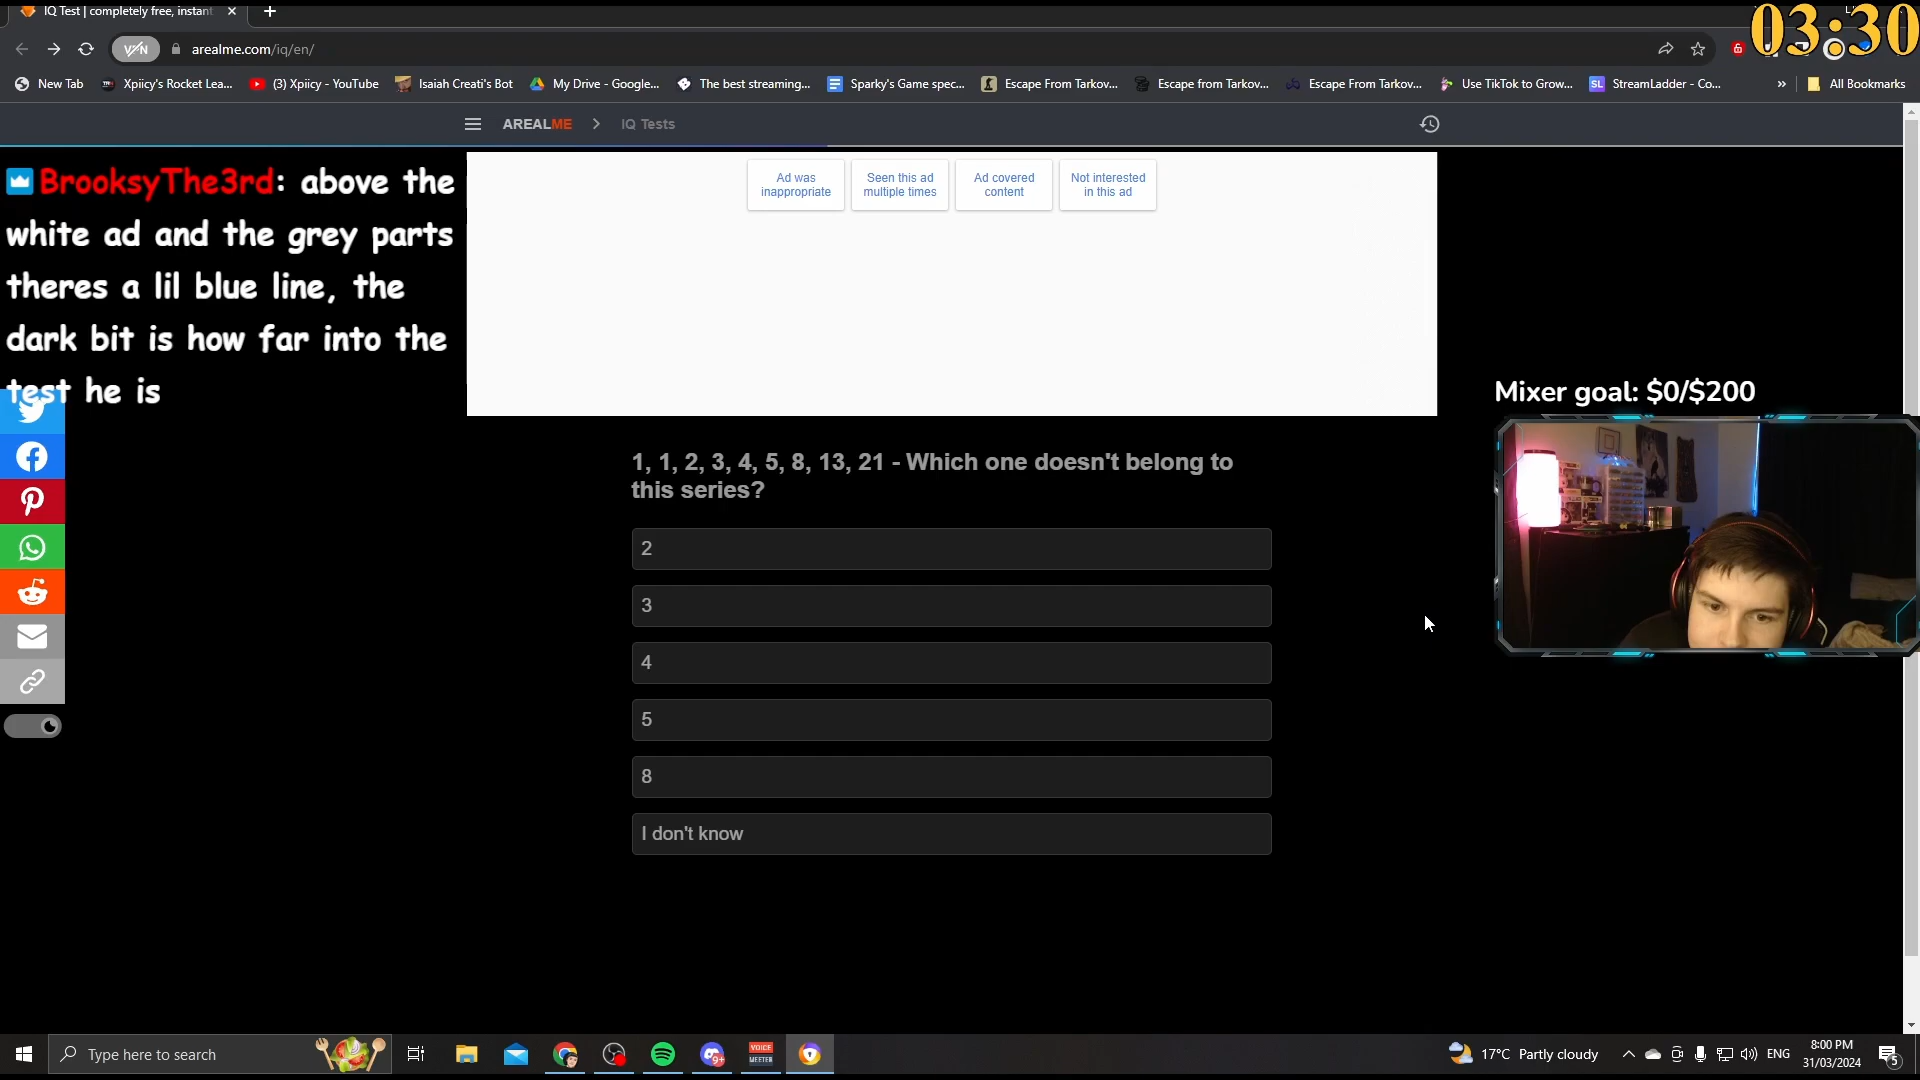 IQ Test | completely free, instant
03:30
VPN
arealme.com/iq/en/
New Tab
Xpiicy's Rocket Lea...
(3) Xpiicy - YouTube
Isaiah Creati's Bot
My Drive - Google...
The best streaming...
Sparky's Game spec...
Escape From Tarkov...
Escape from Tarkov...
Escape From Tarkov...
Use TikTok to Grow...
SL
StreamLadder - Co...
»
All Bookmarks
AREALME > IQ Tests
Ad was
inappropriate
Seen this ad
multiple times
Ad covered
content
Not interested
in this ad
BrooksyThe3rd: above the
white ad and the grey parts
theres a lil blue line, the
dark bit is how far into the
test he is
Mixer goal: $0/$200
1, 1, 2, 3, 4, 5, 8, 13, 21 - Which one doesn't belong to
this series?
2
3
4
5
8
I don't know
Type here to search
9+
VOICE
MEETER
17°C Partly cloudy
ENG
8:00 PM
31/03/2024
5